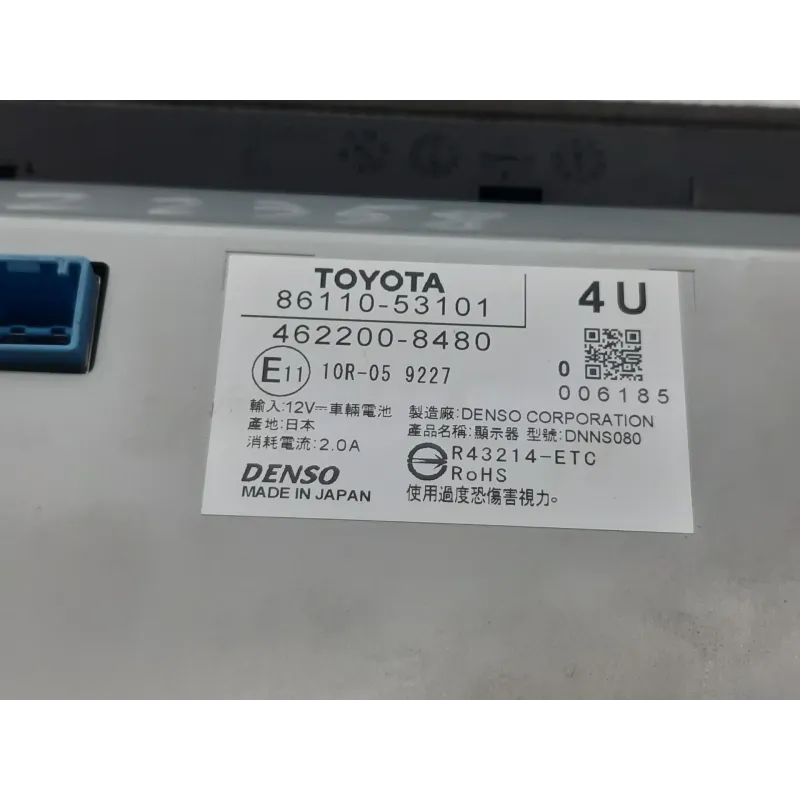 2 2358
TOYOTA
86110-53101
4U
462200-8480
0
006185
E11 10R-05 9227
輸入:12V⎓車輛電池
產地:日本
消耗電流:2.0A
製造廠:DENSO CORPORATION
產品名稱:顯示器 型號:DNNS080
R43214-ETC
RoHS
DENSO
MADE IN JAPAN
使用過度恐傷害視力。